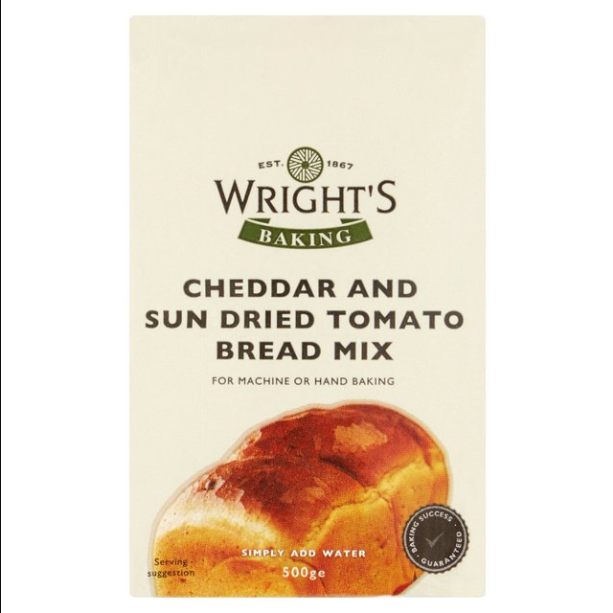 EST. 1867
WRIGHT'S
BAKING
CHEDDAR AND
SUN DRIED TOMATO
BREAD MIX
FOR MACHINE OR HAND BAKING
SIMPLY ADD WATER
500ge
Serving
suggestion
BAKING SUCCESS
GUARANTEED